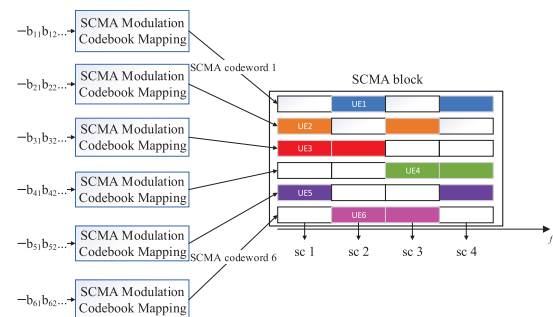 SCMA Modulation
–b11b12...
Codebook Mapping
SCMA codeword 1
SCMA Modulation
–b21b22...
Codebook Mapping
SCMA block
UE1
SCMA Modulation
–b31b32...
Codebook Mapping
UE2
UE3
SCMA Modulation
–b41b42...
Codebook Mapping
UE4
UE5
UE6
SCMA Modulation
–b51b52...
Codebook Mapping
SCMA codeword 6
sc 1 sc 2 sc 3 sc 4
f
SCMA Modulation
–b61b62...
Codebook Mapping